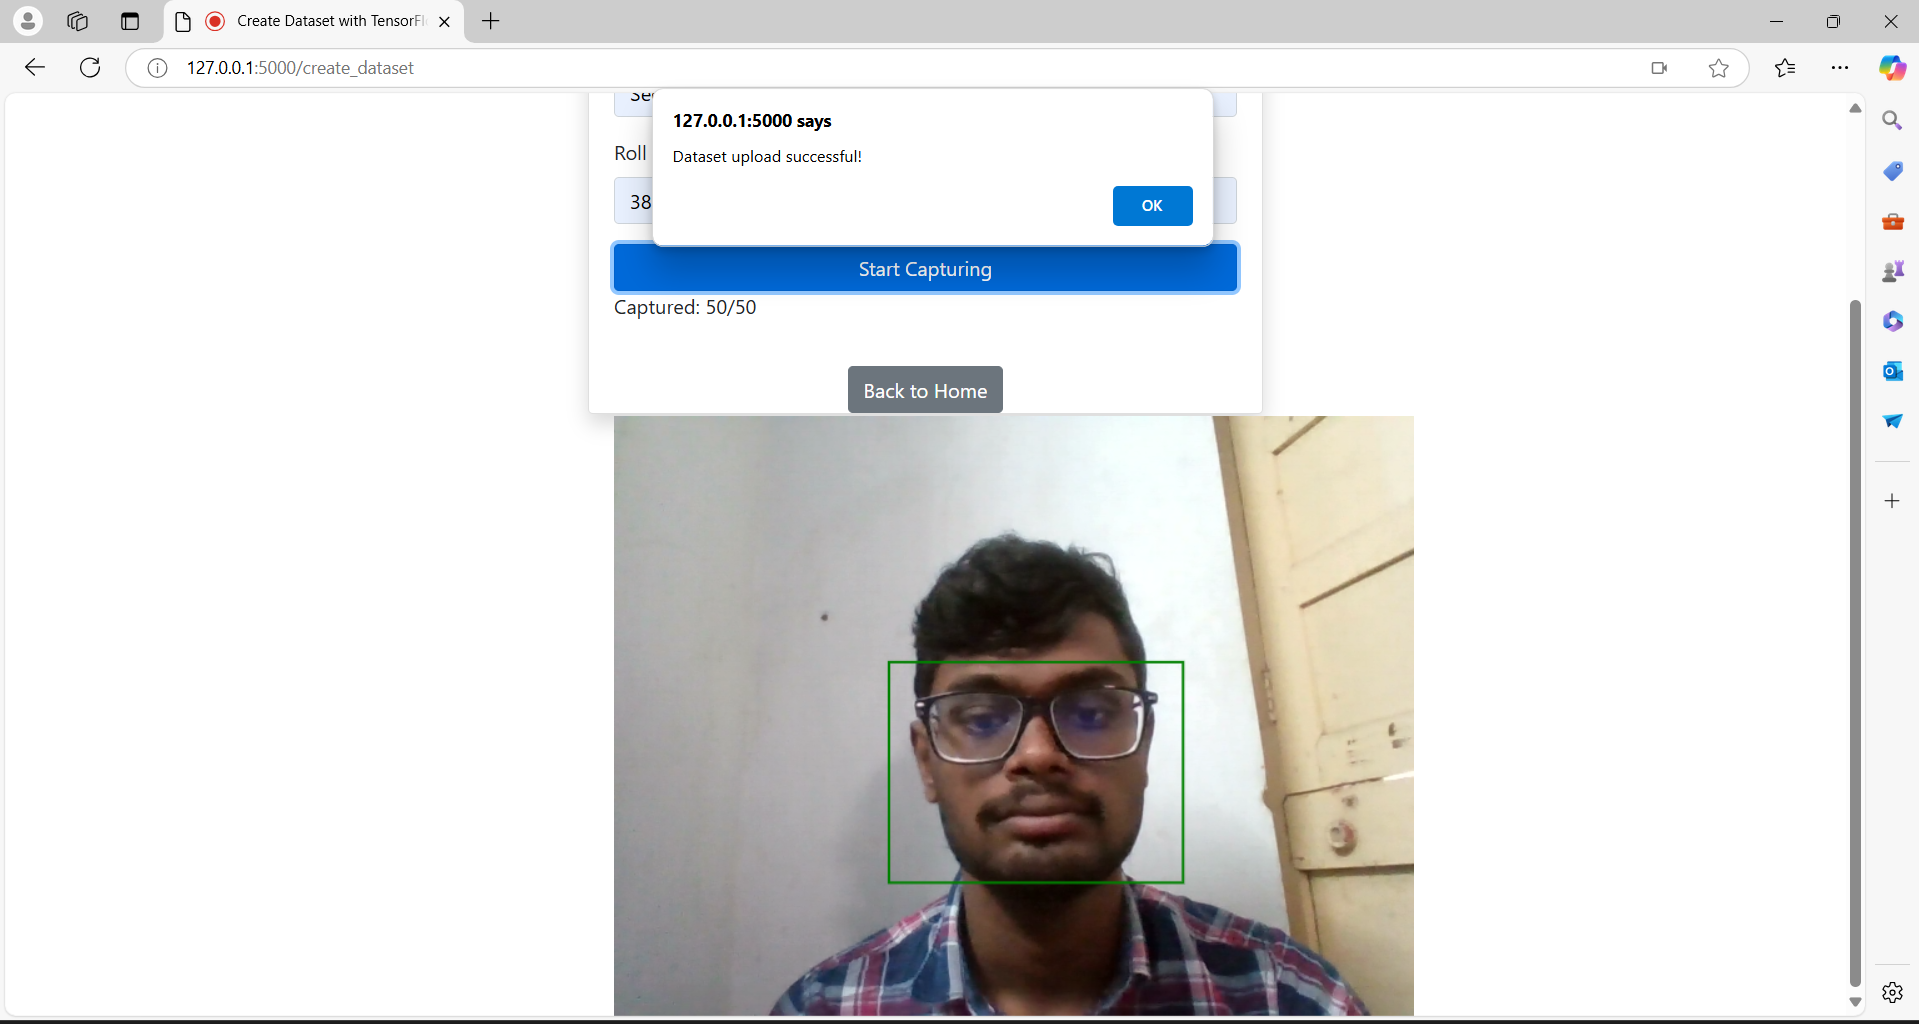 Create Dataset with TensorFl
127.0.0.1:5000/create_dataset
127.0.0.1:5000 says
Dataset upload successful!
OK
Roll
38
Start Capturing
Captured: 50/50
Back to Home